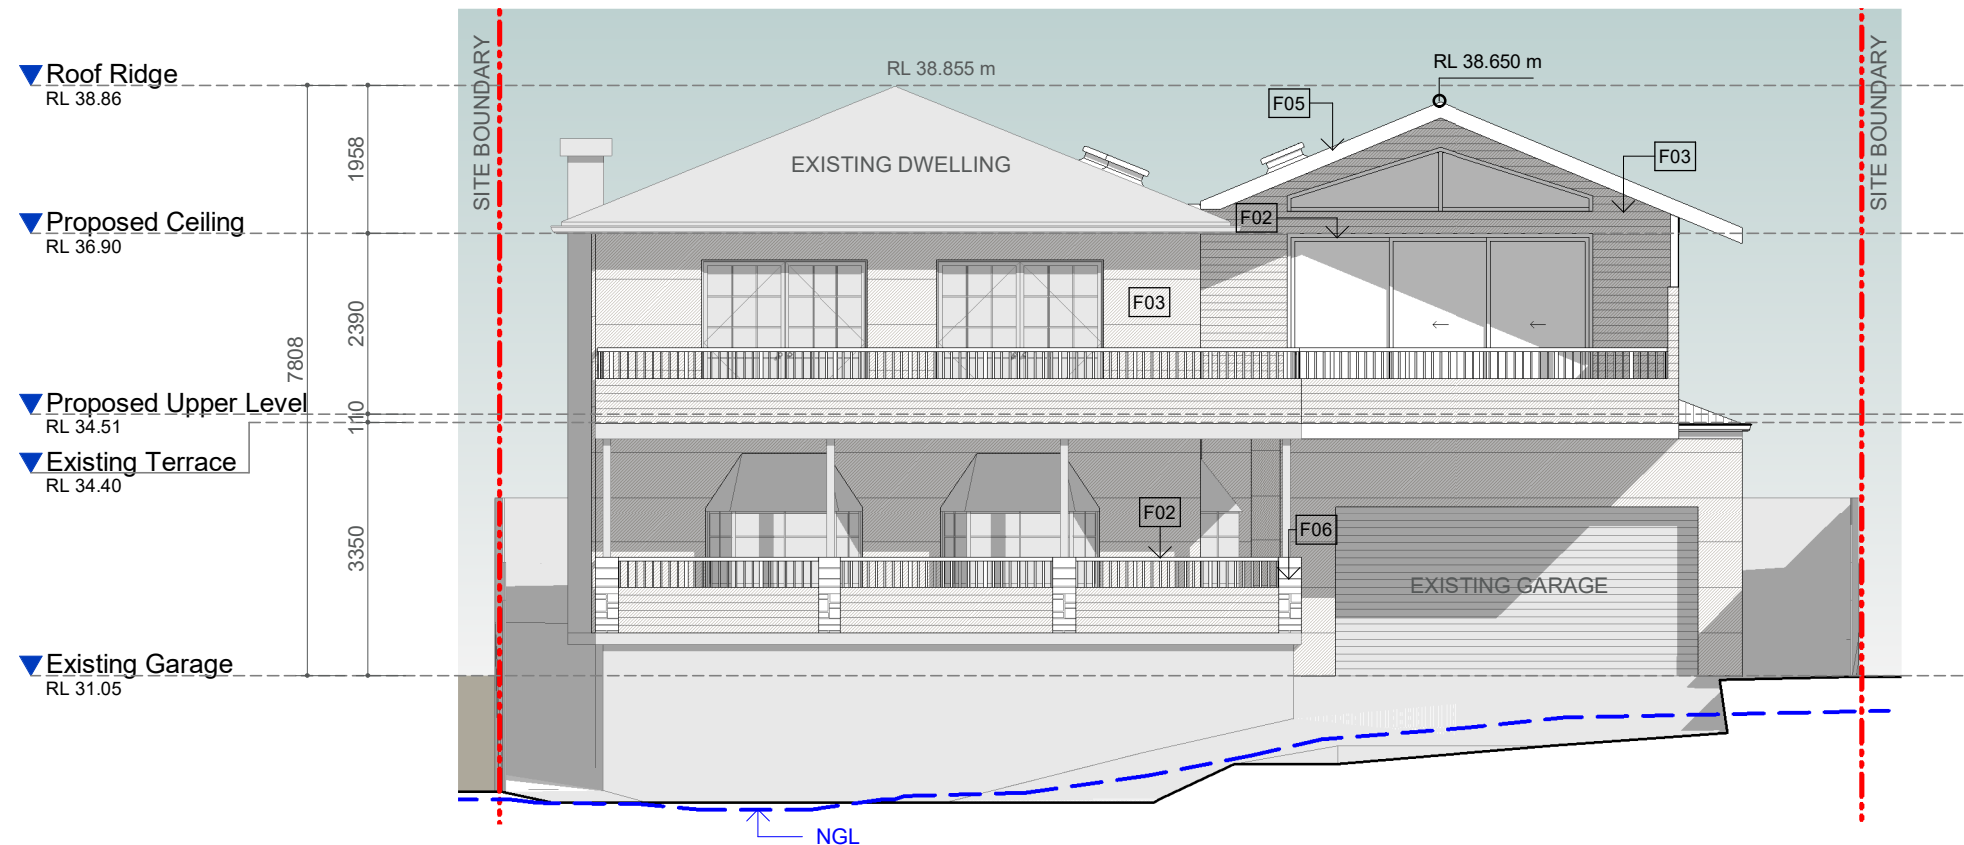 Roof Ridge
RL 38.86
Proposed Ceiling
RL 36.90
Proposed Upper Level
RL 34.51
Existing Terrace
RL 34.40
Existing Garage
RL 31.05
7808
1958
2390
110
3350
SITE BOUNDARY
RL 38.855 m
EXISTING DWELLING
RL 38.650 m
F05
F03
F02
F03
SITE BOUNDARY
F02
F06
EXISTING GARAGE
NGL